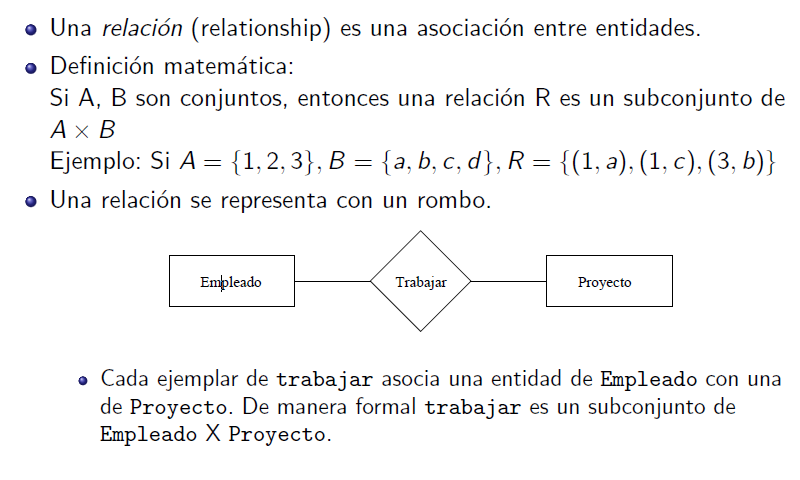 Una relación (relationship) es una asociación entre entidades.
Definición matemática:
Si A, B son conjuntos, entonces una relación R es un subconjunto de
A × B
Ejemplo: Si A = {1, 2, 3}, B = {a, b, c, d}, R = {(1, a), (1, c), (3, b)}
Una relación se representa con un rombo.
Empleado Trabajar Proyecto
Cada ejemplar de trabajar asocia una entidad de Empleado con una
de Proyecto. De manera formal trabajar es un subconjunto de
Empleado X Proyecto.